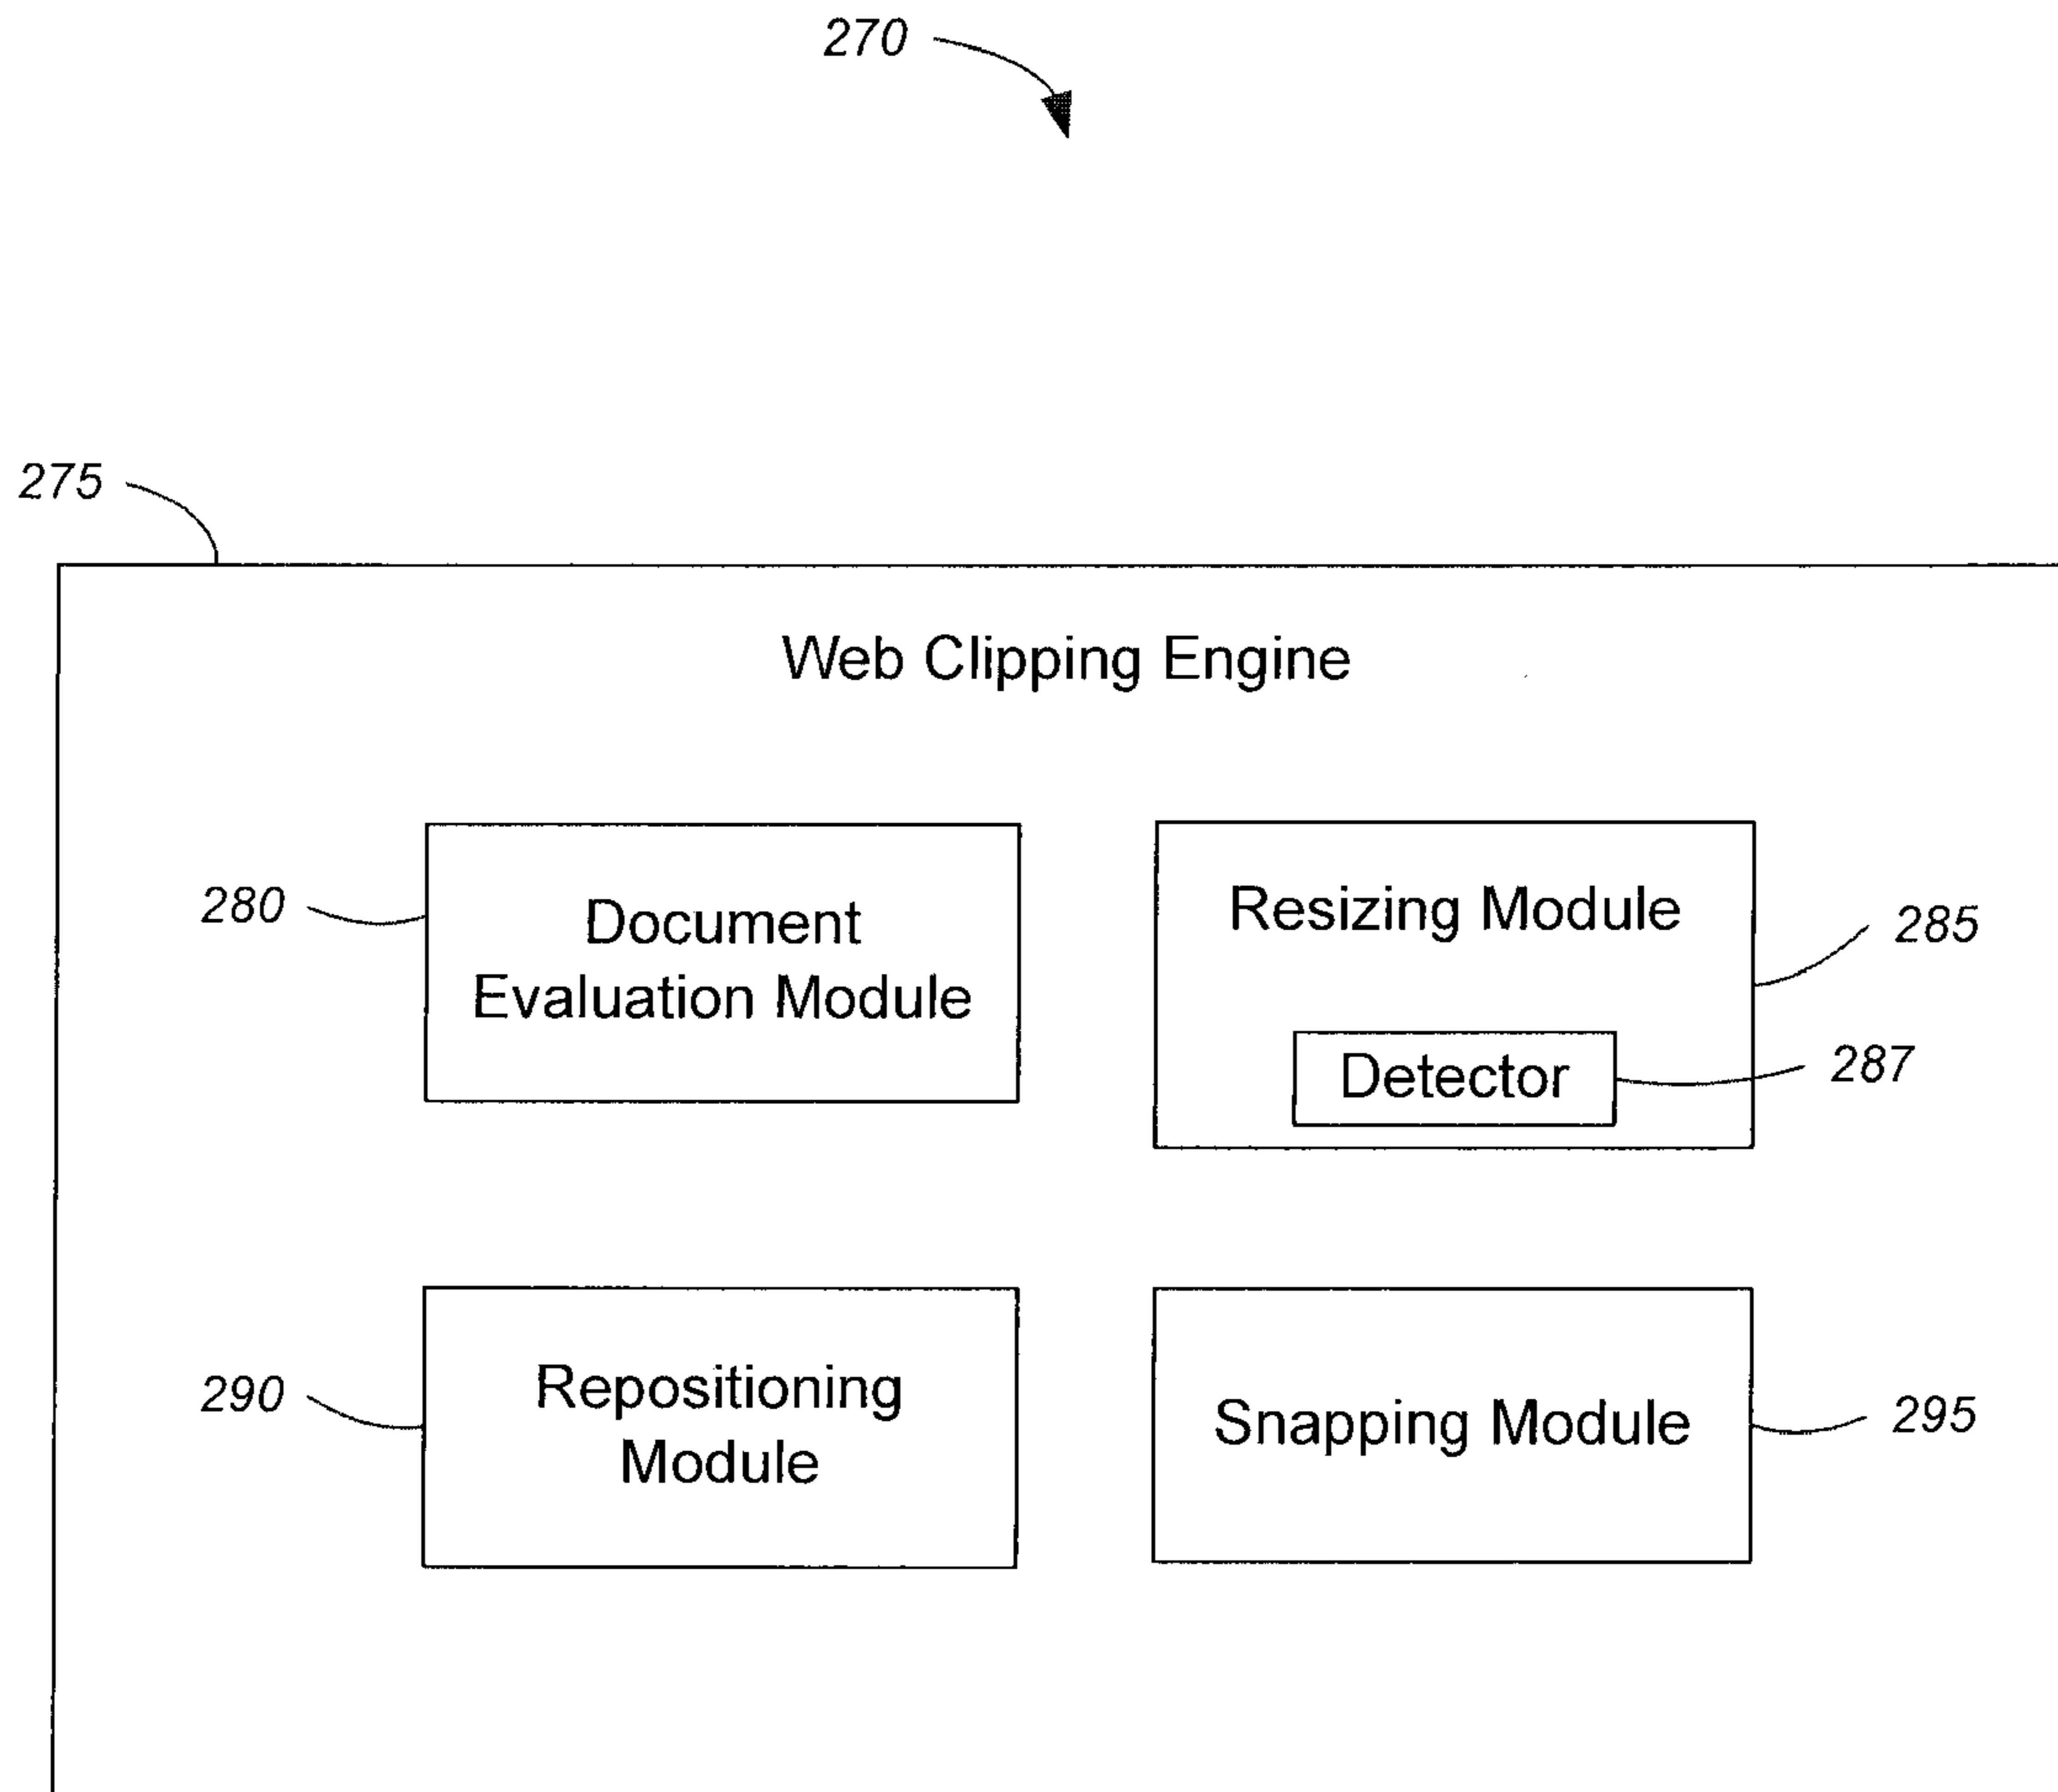 270
275
Web Clipping Engine
280
Document
Evaluation Module
Resizing Module
285
Detector
287
290
Repositioning
Module
Snapping Module
295